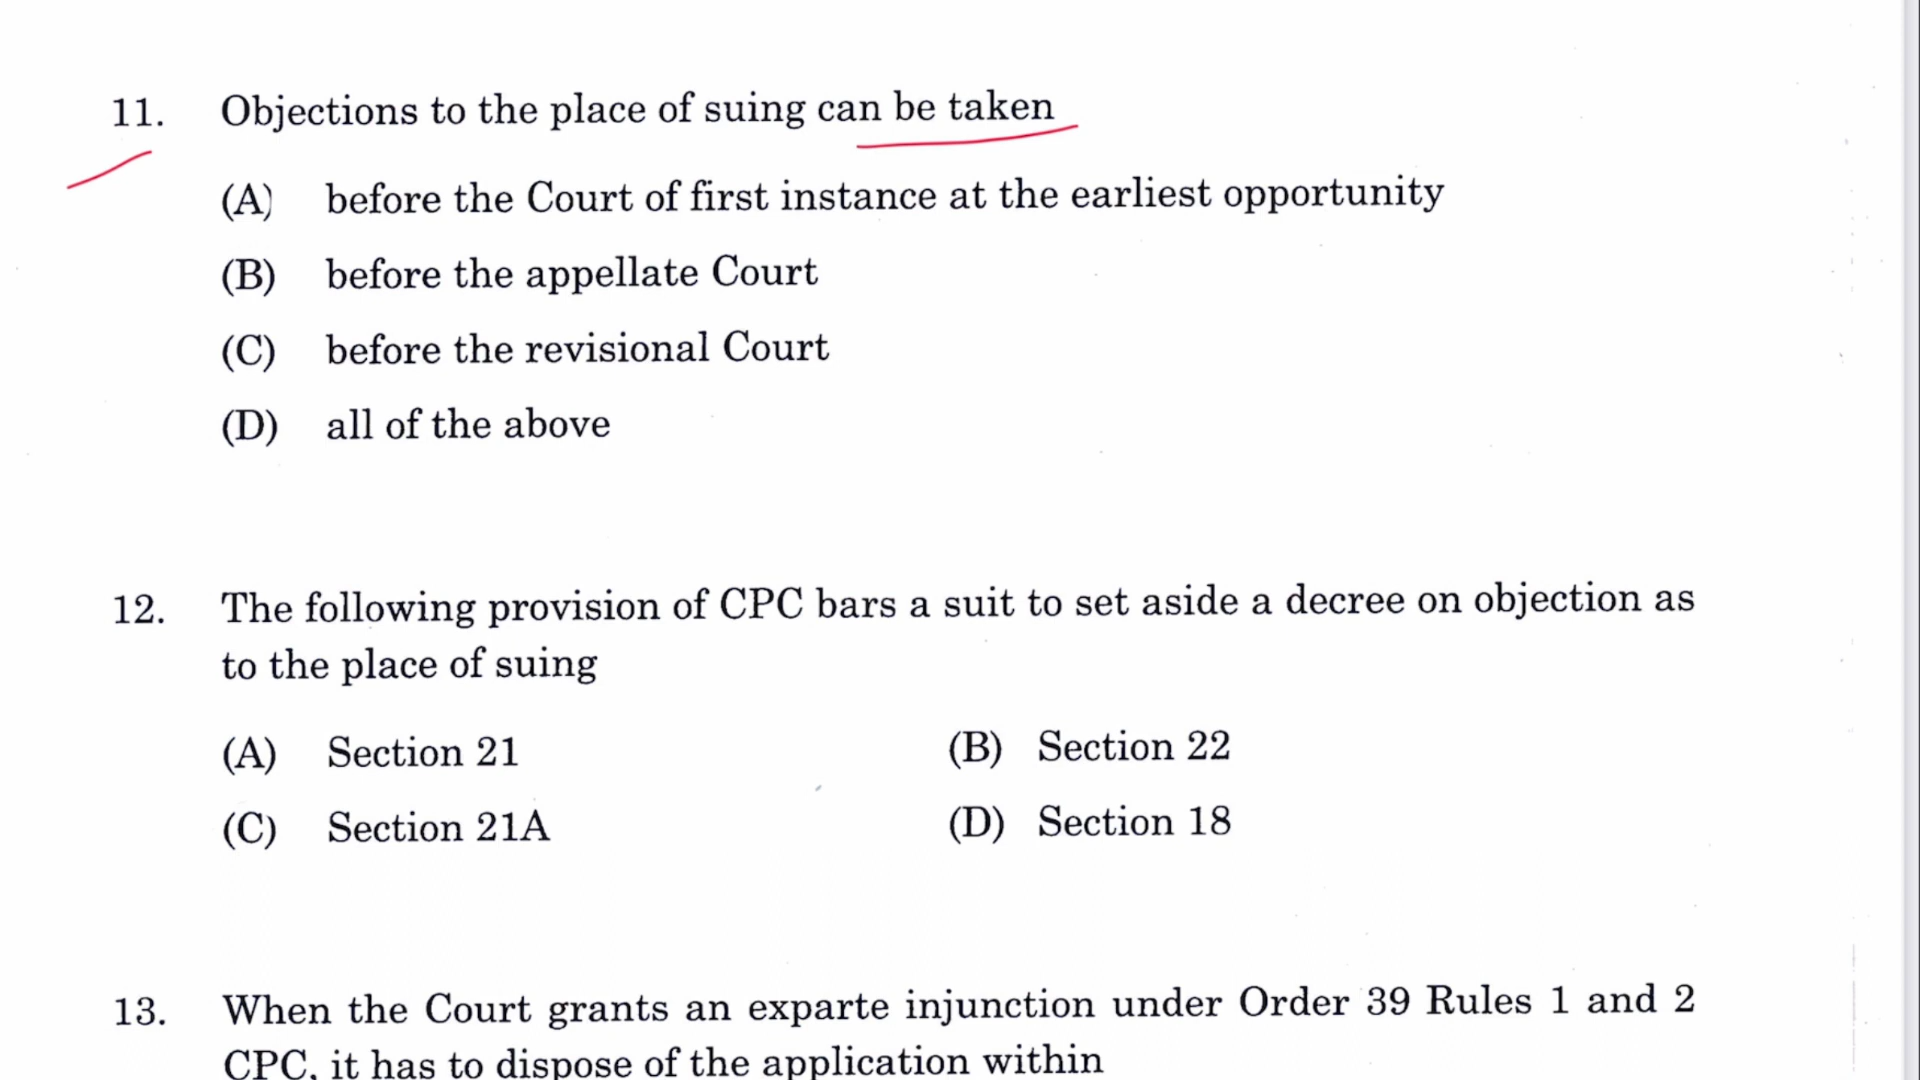 11. Objections to the place of suing can be taken
(A) before the Court of first instance at the earliest opportunity
(B) before the appellate Court
(C) before the revisional Court
(D) all of the above
12. The following provision of CPC bars a suit to set aside a decree on objection as
to the place of suing
(A) Section 21 (B) Section 22
(C) Section 21A (D) Section 18
13. When the Court grants an exparte injunction under Order 39 Rules 1 and 2
CPC, it has to dispose of the application within